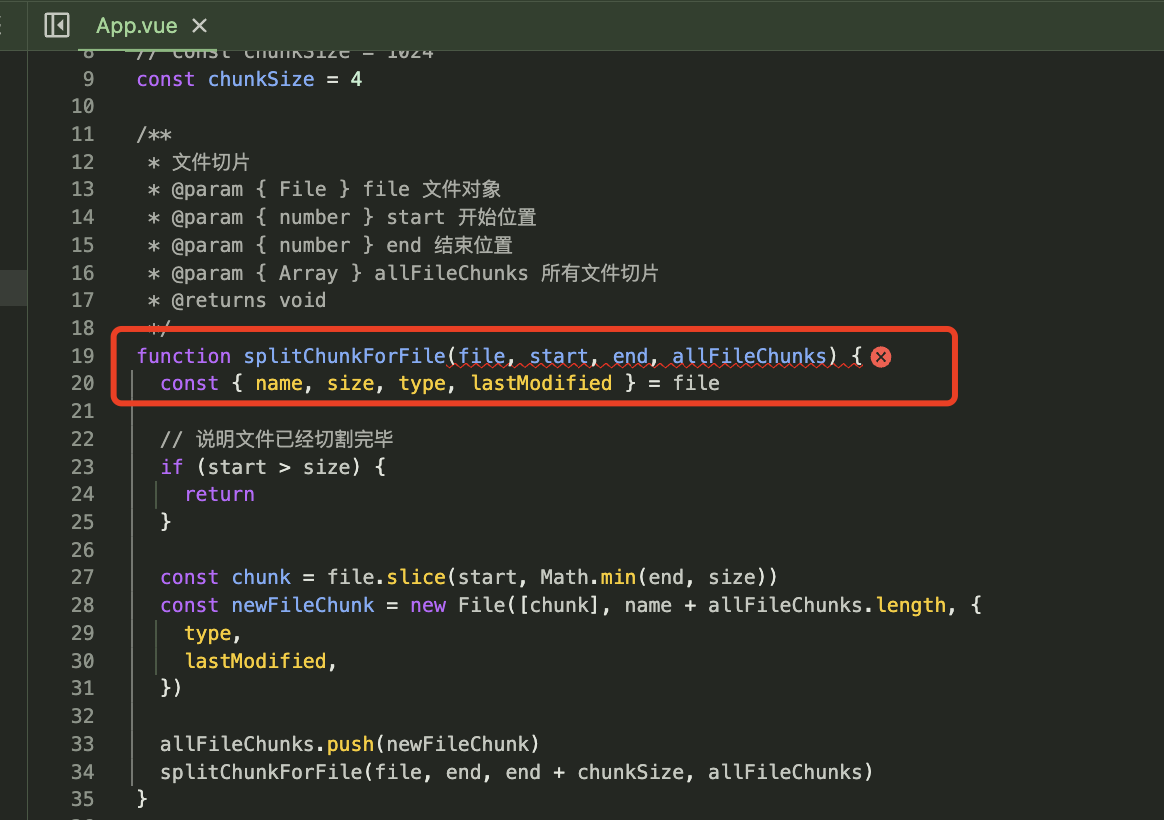 App.vue
8 // const chunkSize = 1024
9 const chunkSize = 4
10
11 /**
12  * 文件切片
13  * @param { File } file 文件对象
14  * @param { number } start 开始位置
15  * @param { number } end 结束位置
16  * @param { Array } allFileChunks 所有文件切片
17  * @returns void
18  */
19 function splitChunkForFile(file, start, end, allFileChunks) {
20   const { name, size, type, lastModified } = file
21
22   // 说明文件已经切割完毕
23   if (start > size) {
24     return
25   }
26
27   const chunk = file.slice(start, Math.min(end, size))
28   const newFileChunk = new File([chunk], name + allFileChunks.length, {
29     type,
30     lastModified,
31   })
32
33   allFileChunks.push(newFileChunk)
34   splitChunkForFile(file, end, end + chunkSize, allFileChunks)
35 }